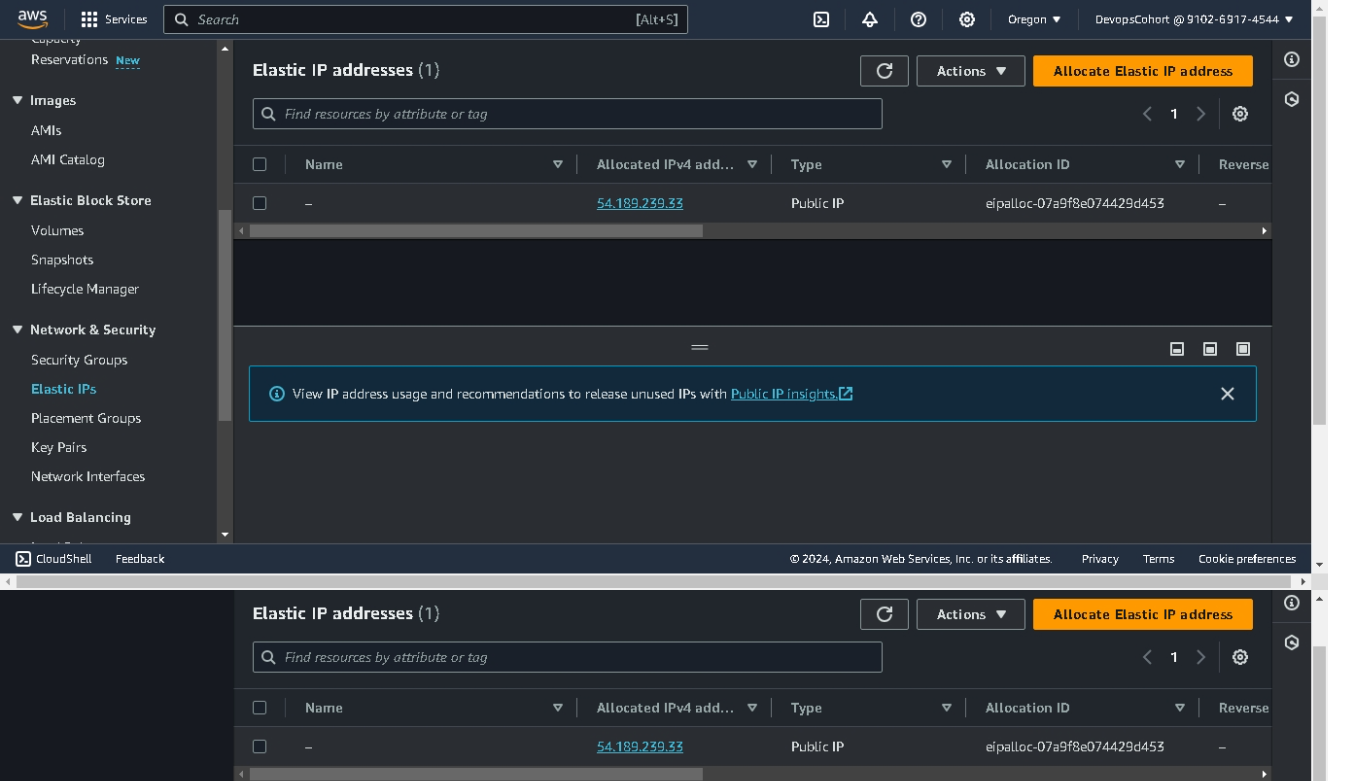 aws Services Search [Alt+S] Oregon ▼ DevopsCohort @ 9102-6917-4544 ▼
Capacity
Reservations New
▼ Images
AMIs
AMI Catalog
▼ Elastic Block Store
Volumes
Snapshots
Lifecycle Manager
▼ Network & Security
Security Groups
Elastic IPs
Placement Groups
Key Pairs
Network Interfaces
▼ Load Balancing
Elastic IP addresses (1) Actions ▼ Allocate Elastic IP address
Find resources by attribute or tag 1
Name Allocated IPv4 add... Type Allocation ID Reverse
– 54.189.239.33 Public IP eipalloc-07a9f8e074429d453 –
View IP address usage and recommendations to release unused IPs with Public IP insights.
CloudShell Feedback © 2024, Amazon Web Services, Inc. or its affiliates. Privacy Terms Cookie preferences
Elastic IP addresses (1) Actions ▼ Allocate Elastic IP address
Find resources by attribute or tag 1
Name Allocated IPv4 add... Type Allocation ID Reverse
– 54.189.239.33 Public IP eipalloc-07a9f8e074429d453 –